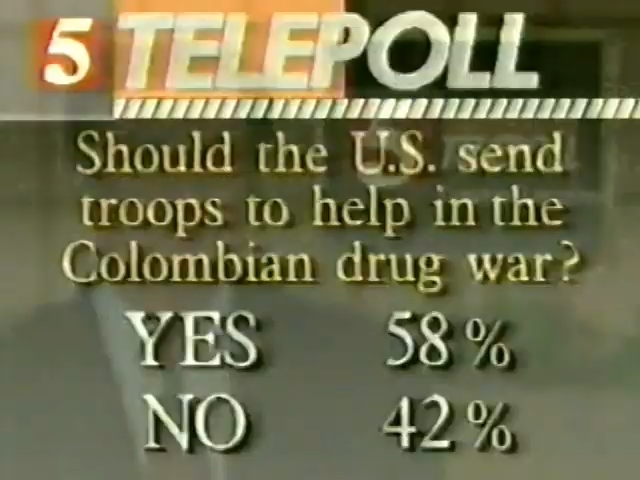 5 TELEPOLL
Should the U.S. send
troops to help in the
Colombian drug war?
YES 58%
NO 42%